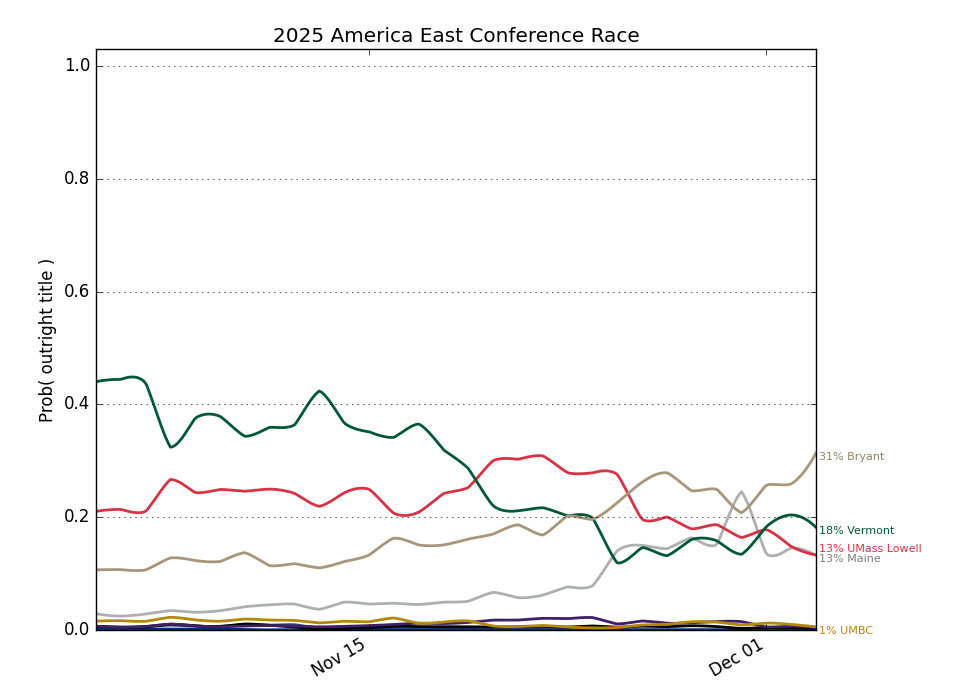 2025 America East Conference Race
Prob( outright title )
1.0
0.8
0.6
0.4
0.2
0.0
Nov 15
Dec 01
31% Bryant
18% Vermont
13% UMass Lowell
13% Maine
1% UMBC